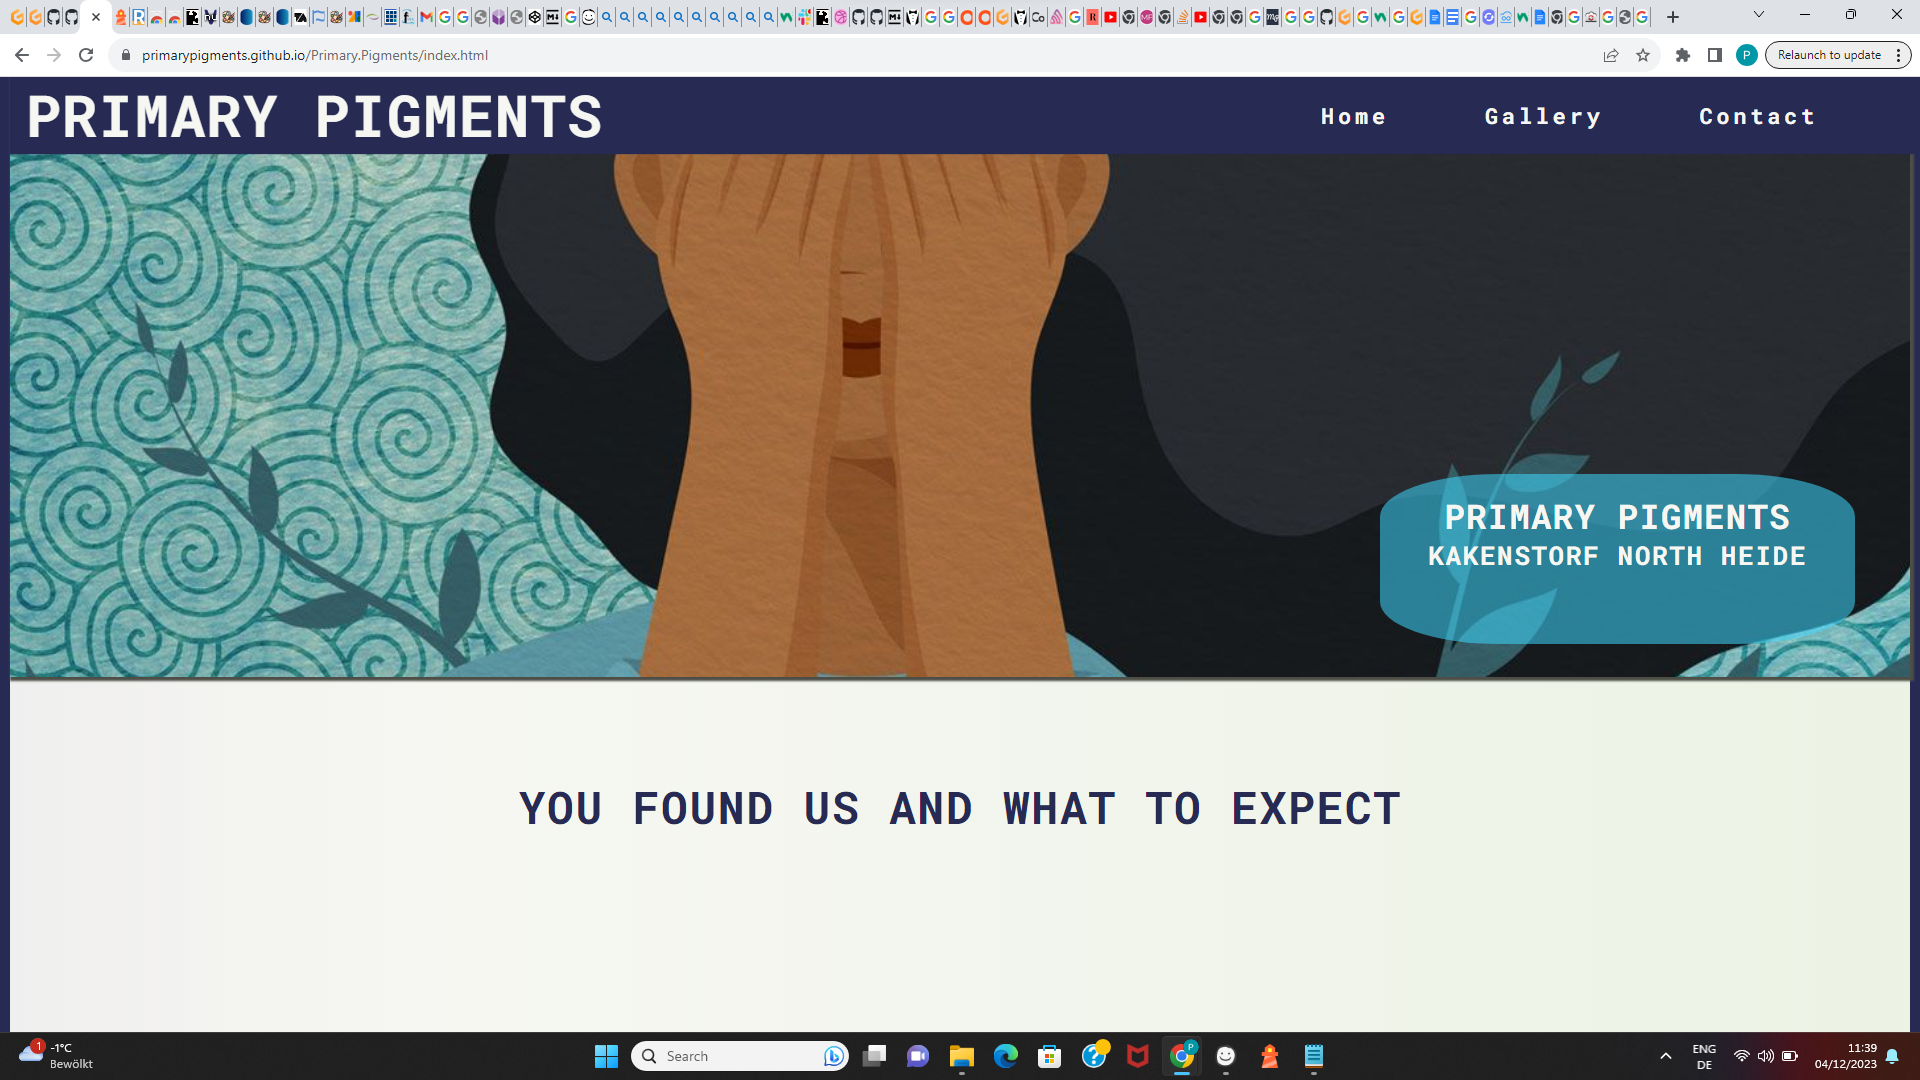 primarypigments.github.io/Primary.Pigments/index.html
Relaunch to update
PRIMARY PIGMENTS
Home
Gallery
Contact
PRIMARY PIGMENTS
KAKENSTORF NORTH HEIDE
YOU FOUND US AND WHAT TO EXPECT
1
-1°C
Bewölkt
Search
ENG
DE
11:39
04/12/2023